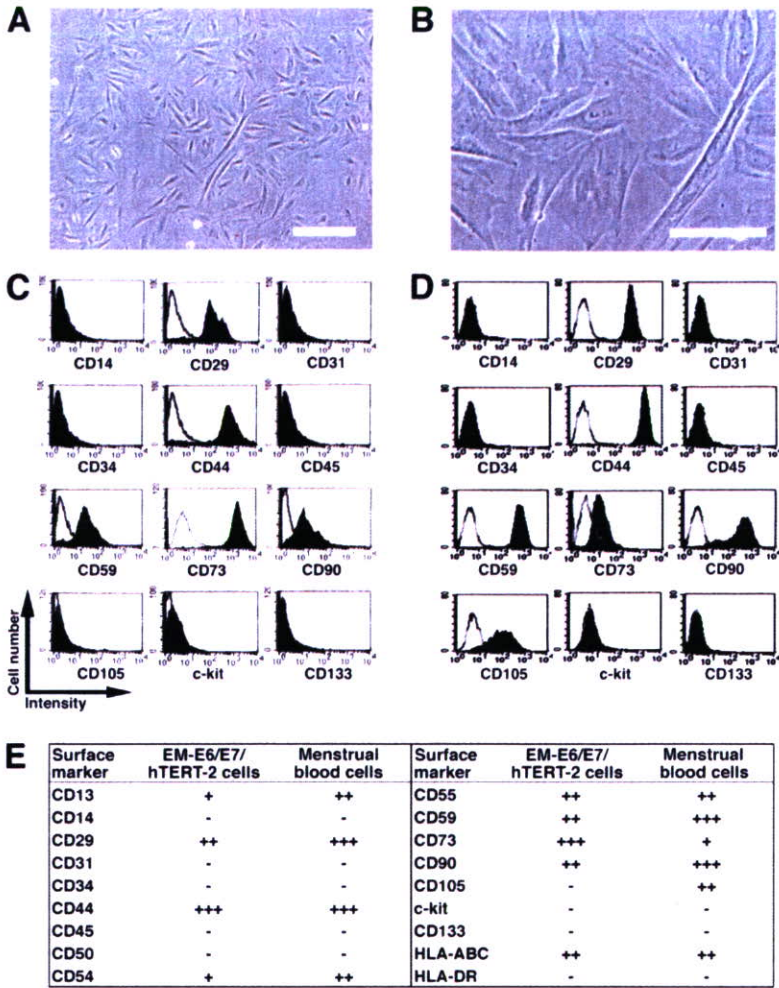 A
B
C
D
CD14
CD29
CD31
CD34
CD44
CD45
CD59
CD73
CD90
CD105
c-kit
CD133
Cell number
Intensity
CD14
CD29
CD31
CD34
CD44
CD45
CD59
CD73
CD90
CD105
c-kit
CD133
E
Surface marker EM-E6/E7/hTERT-2 cells Menstrual blood cells Surface marker EM-E6/E7/hTERT-2 cells Menstrual blood cells
CD13 + ++ CD55 ++ ++
CD14 - - CD59 ++ +++
CD29 ++ +++ CD73 +++ +
CD31 - - CD90 ++ +++
CD34 - - CD105 - ++
CD44 +++ +++ c-kit - -
CD45 - - CD133 - -
CD50 - - HLA-ABC ++ ++
CD54 + ++ HLA-DR - -